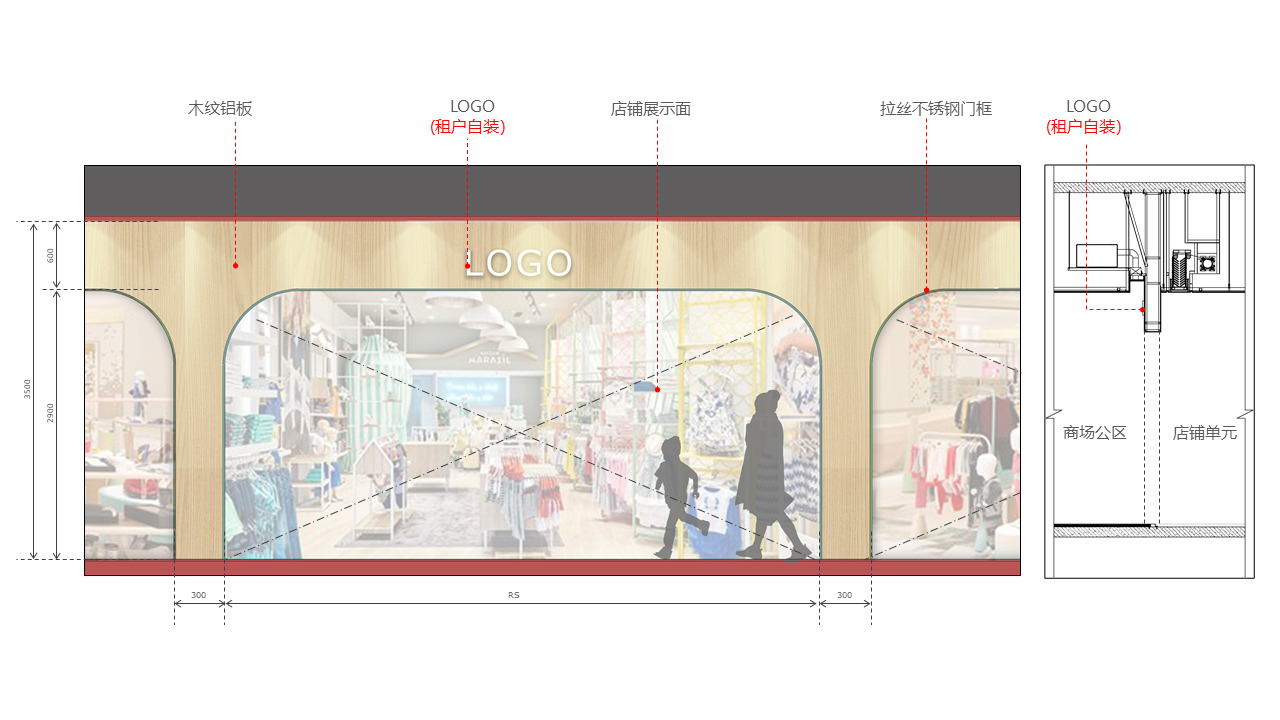 木纹铝板
LOGO
(租户自装)
店铺展示面
拉丝不锈钢门框
LOGO
(租户自装)
LOGO
600
3500
2900
MARASIL
商场公区
店铺单元
300
RS
300